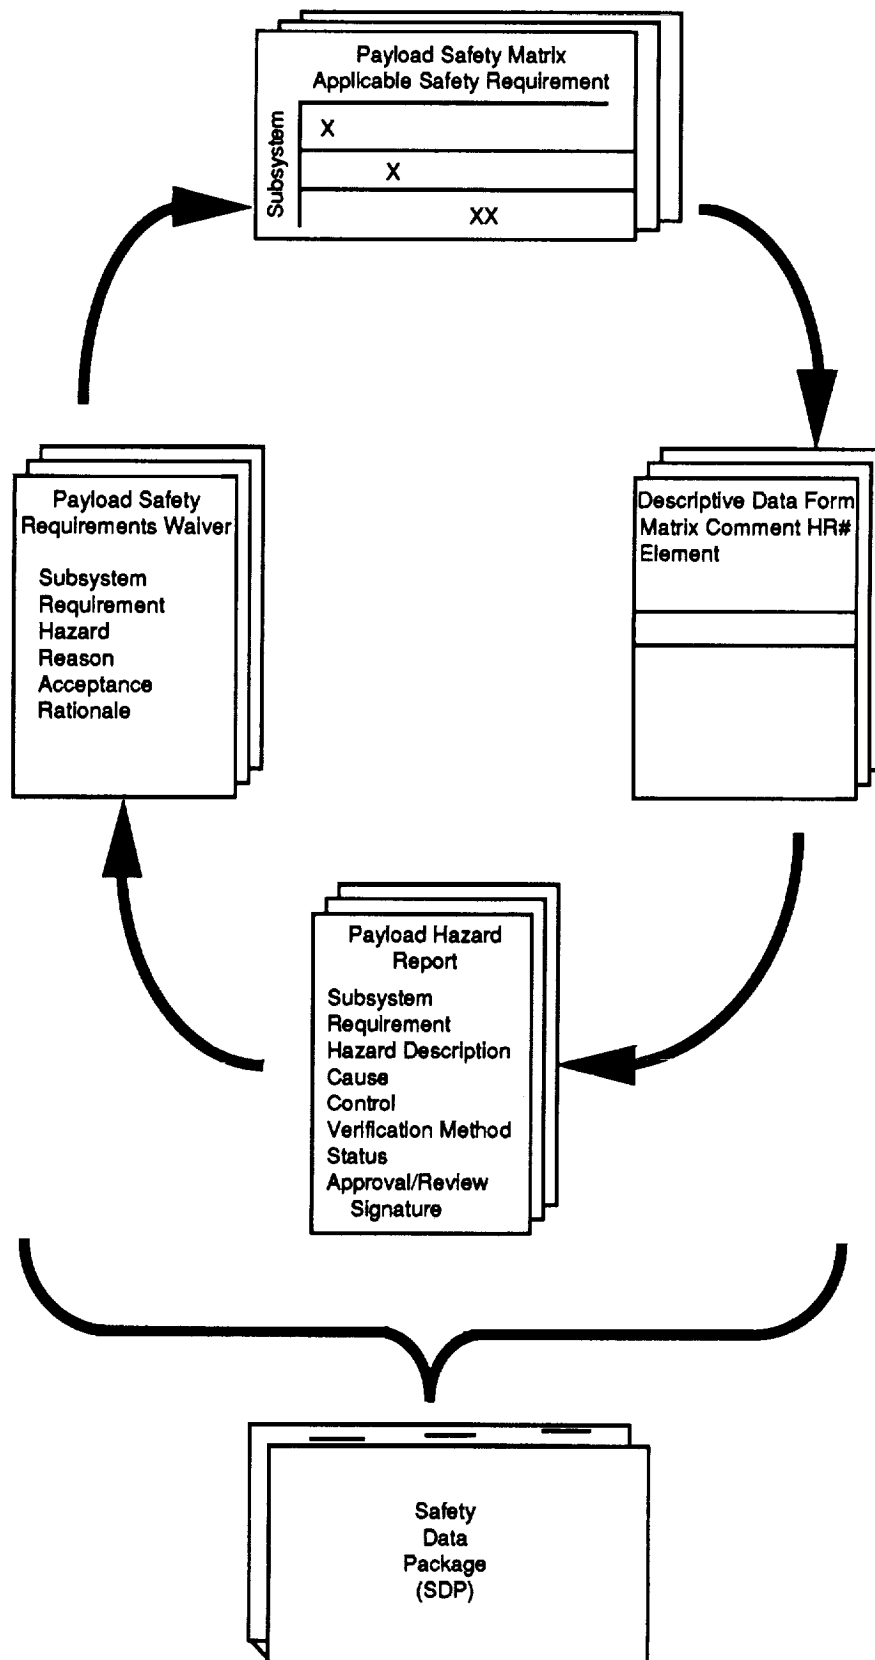 Payload Safety Matrix
Applicable Safety Requirement
Subsystem
X
X
XX
Payload Safety
Requirements Waiver
Subsystem
Requirement
Hazard
Reason
Acceptance
Rationale
Descriptive Data Form
Matrix Comment HR#
Element
Payload Hazard
Report
Subsystem
Requirement
Hazard Description
Cause
Control
Verification Method
Status
Approval/Review
Signature
Safety
Data
Package
(SDP)